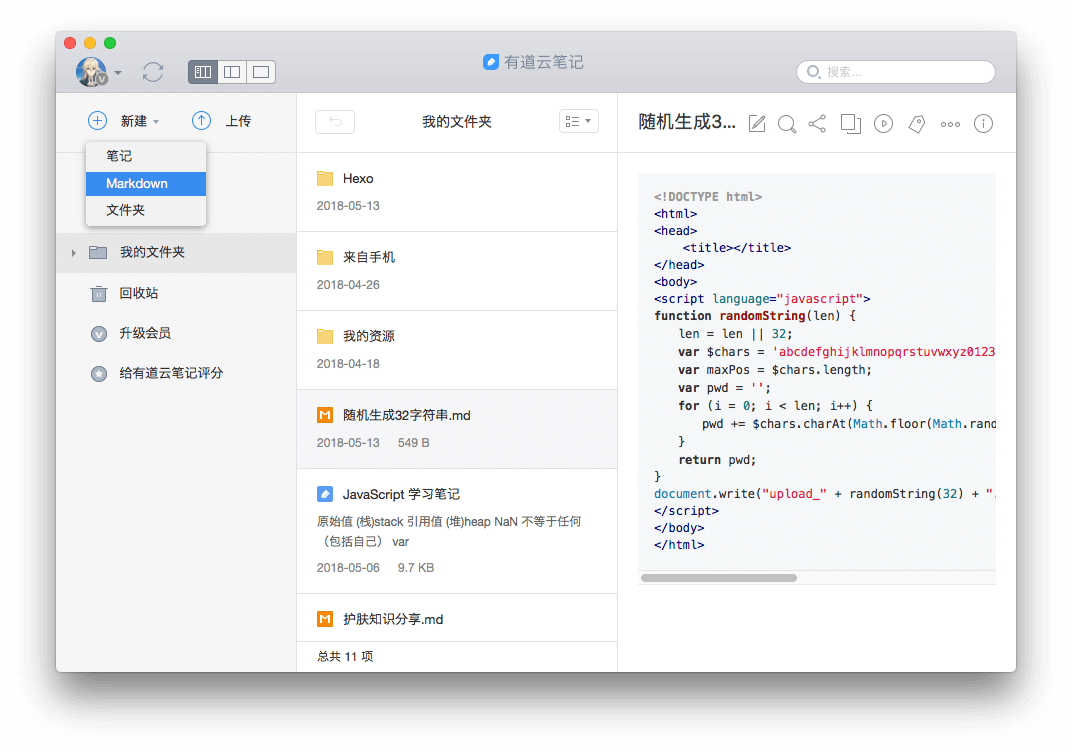 有道云笔记
搜索...
新建
上传
笔记
Markdown
文件夹
我的文件夹
回收站
升级会员
给有道云笔记评分
我的文件夹
Hexo
2018-05-13
来自手机
2018-04-26
我的资源
2018-04-18
随机生成32字符串.md
2018-05-13 549 B
JavaScript 学习笔记
原始值 (栈)stack 引用值 (堆)heap NaN 不等于任何
（包括自己） var
2018-05-06 9.7 KB
护肤知识分享.md
总共 11 项
随机生成3...
<!DOCTYPE html>
<html>
<head>
    <title></title>
</head>
<body>
<script language="javascript">
function randomString(len) {
   len = len || 32;
   var $chars = 'abcdefghijklmnopqrstuvwxyz0123
   var maxPos = $chars.length;
   var pwd = '';
   for (i = 0; i < len; i++) {
      pwd += $chars.charAt(Math.floor(Math.rand
   }
   return pwd;
}
document.write("upload_" + randomString(32) + ".
</script>
</body>
</html>